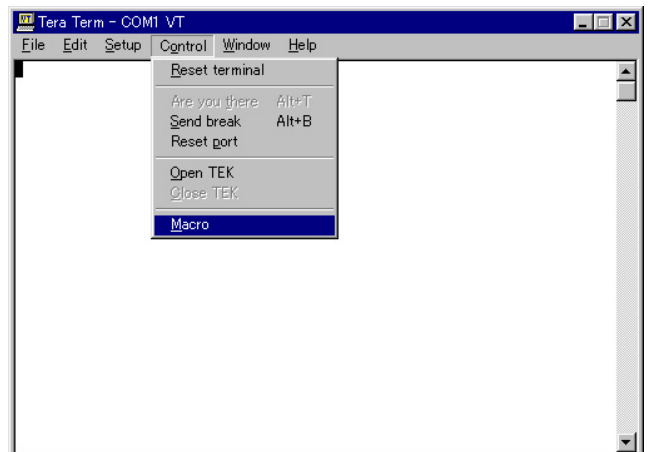 Tera Term - COM1 VT
File Edit Setup Control Window Help
Reset terminal
Are you there Alt+T
Send break Alt+B
Reset port
Open TEK
Close TEK
Macro